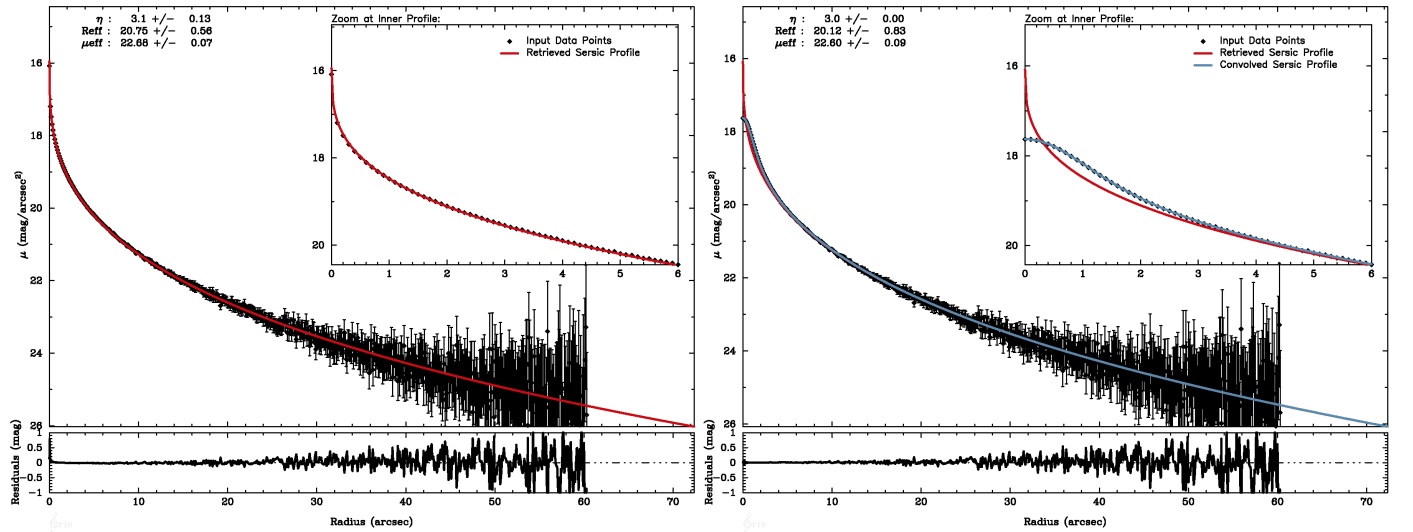 η : 3.1 +/- 0.13
Reff : 20.75 +/- 0.56
μeff : 22.68 +/- 0.07
Zoom at Inner Profile:
Input Data Points
Retrieved Sersic Profile
16
18
20
0 1 2 3 4 5 6
16
18
20
22
24
26
μ (mag/arcsec²)
1
0.5
0
−0.5
−1
Residuals (mag)
0 10 20 30 40 50 60 70
Radius (arcsec)
η : 3.0 +/- 0.00
Reff : 20.12 +/- 0.83
μeff : 22.60 +/- 0.09
Zoom at Inner Profile:
Input Data Points
Retrieved Sersic Profile
Convolved Sersic Profile
16
18
20
0 1 2 3 4 5 6
16
18
20
22
24
26
μ (mag/arcsec²)
1
0.5
0
−0.5
−1
Residuals (mag)
0 10 20 30 40 50 60 70
Radius (arcsec)